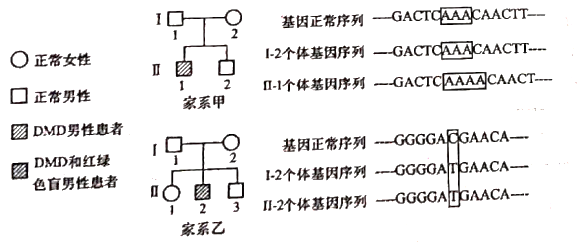 正常女性
正常男性
DMD男性患者
DMD和红绿
色盲男性患者
I
1
2
II
1
2
家系甲
基因正常序列 ----GACTCAAACAACTT----
I-2个体基因序列 ----GACTCAAACAACTT----
II-1个体基因序列 ----GACTCAAAACAACT----
I
1
2
II
1
2
3
家系乙
基因正常序列 ----GGGGACGAACA----
I-2个体基因序列 ----GGGGATGAACA----
II-2个体基因序列 ----GGGGATGAACA----